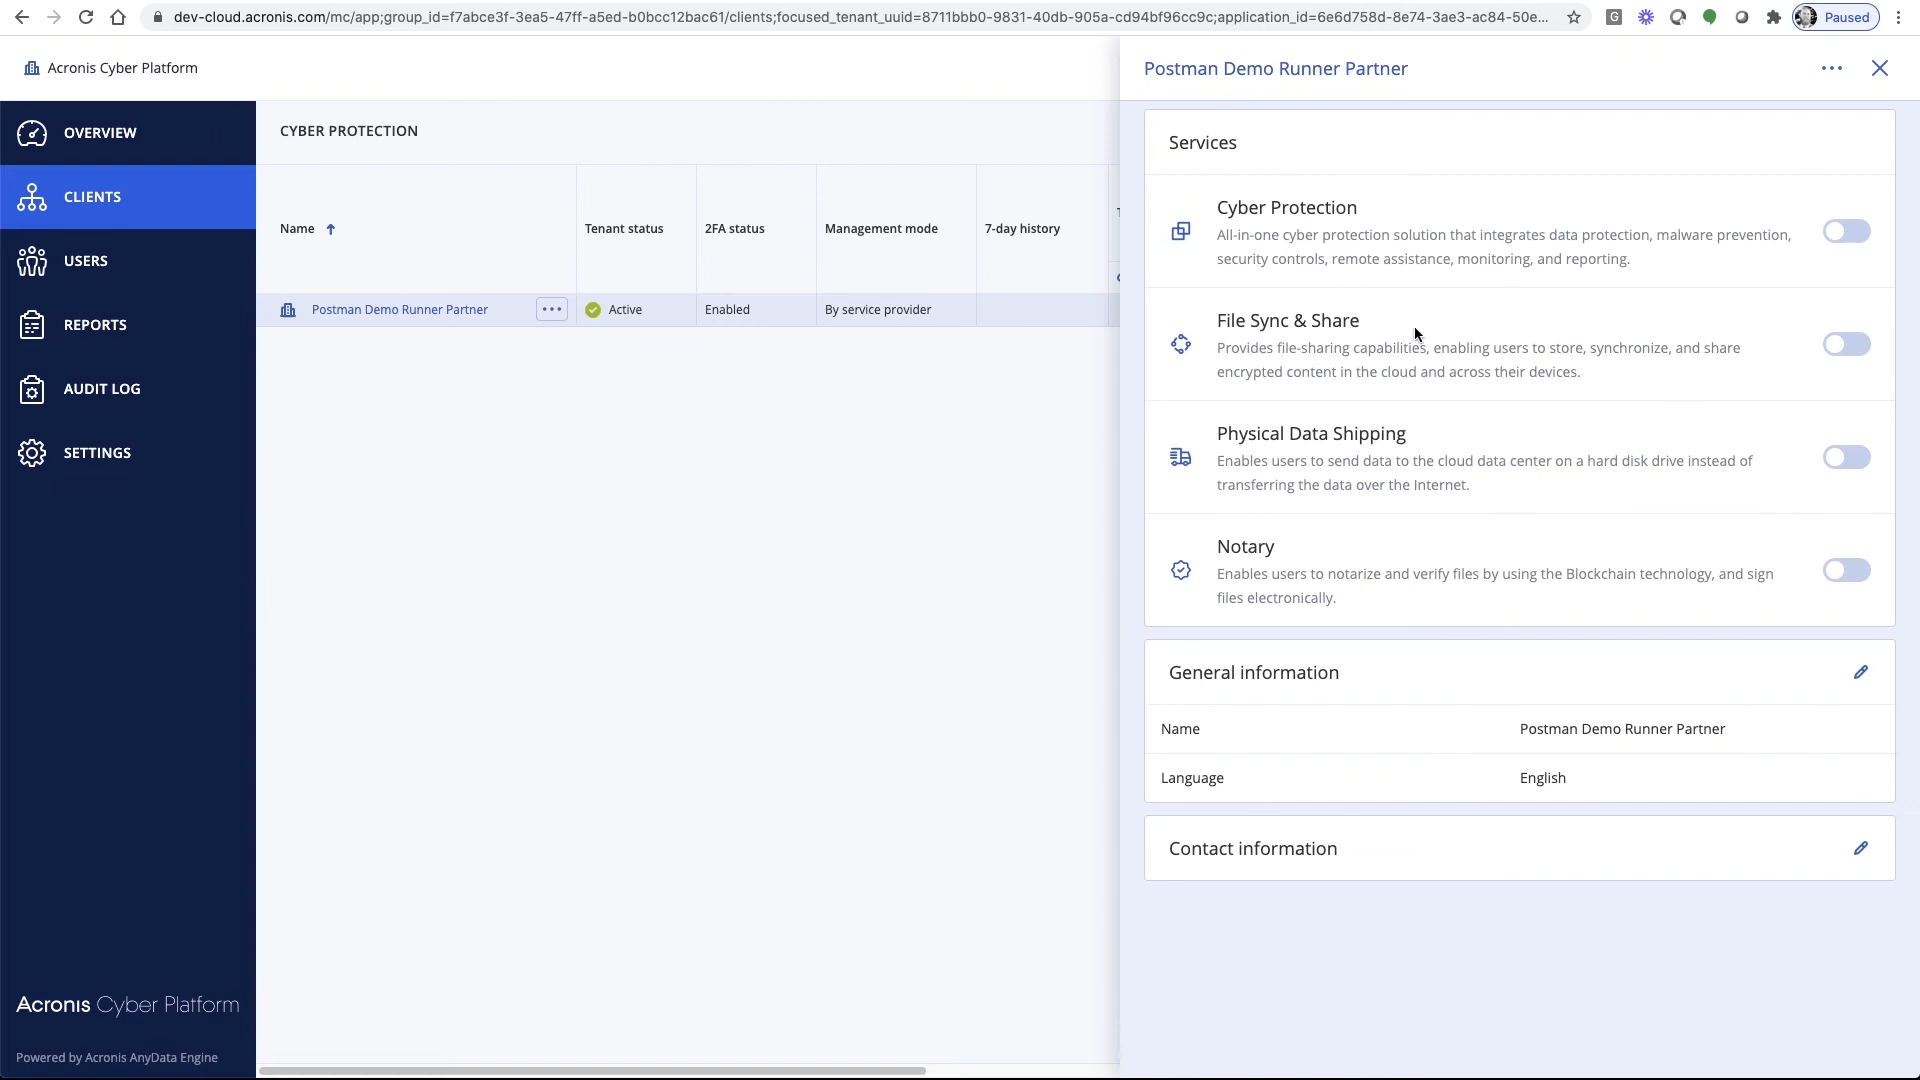 dev-cloud.acronis.com/mc/app;group_id=f7abce3f-3ea5-47ff-a5ed-b0bcc12bac61/clients;focused_tenant_uuid=8711bbb0-9831-40db-905a-cd94bf96cc9c;application_id=6e6d758d-8e74-3ae3-ac84-50e...
Paused
Acronis Cyber Platform
Postman Demo Runner Partner
OVERVIEW
CLIENTS
USERS
REPORTS
AUDIT LOG
SETTINGS
Acronis Cyber Platform
Powered by Acronis AnyData Engine
CYBER PROTECTION
Name Tenant status 2FA status Management mode 7-day history
Postman Demo Runner Partner Active Enabled By service provider
Services
Cyber Protection
All-in-one cyber protection solution that integrates data protection, malware prevention,
security controls, remote assistance, monitoring, and reporting.
File Sync & Share
Provides file-sharing capabilities, enabling users to store, synchronize, and share
encrypted content in the cloud and across their devices.
Physical Data Shipping
Enables users to send data to the cloud data center on a hard disk drive instead of
transferring the data over the Internet.
Notary
Enables users to notarize and verify files by using the Blockchain technology, and sign
files electronically.
General information
Name Postman Demo Runner Partner
Language English
Contact information